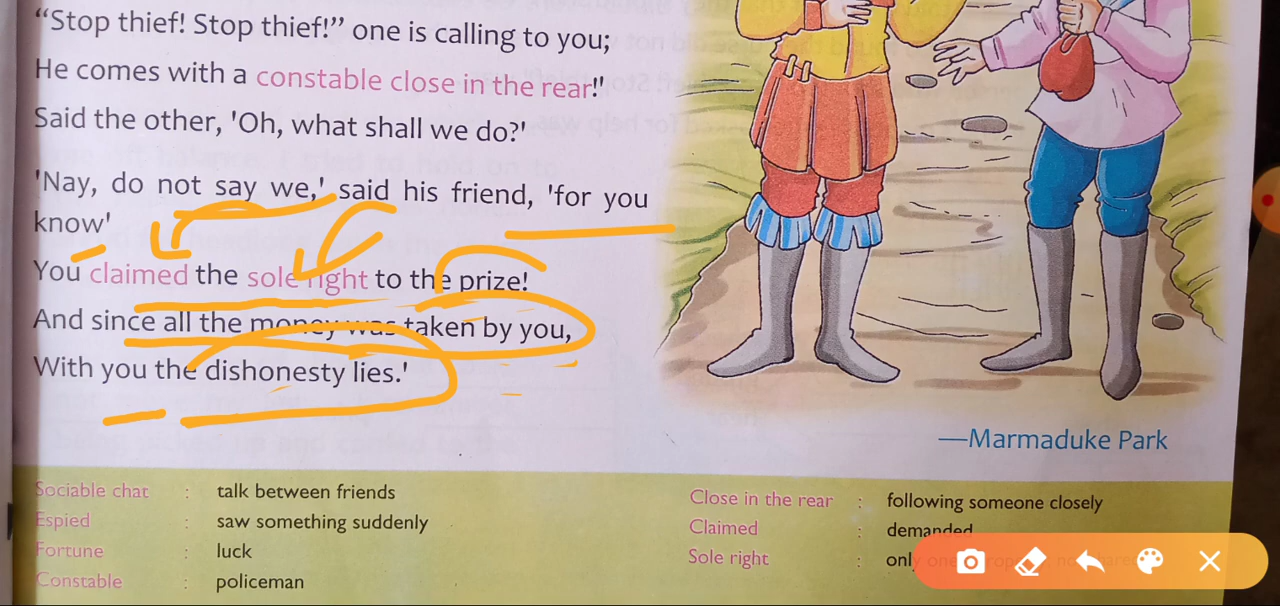 “Stop thief! Stop thief!” one is calling to you;
He comes with a constable close in the rear!'
Said the other, 'Oh, what shall we do?'
'Nay, do not say we,' said his friend, 'for you
know'
You claimed the sole right to the prize!
And since all the money was taken by you,
With you the dishonesty lies.'
—Marmaduke Park
Sociable chat : talk between friends
Espied : saw something suddenly
Fortune : luck
Constable : policeman
Close in the rear : following someone closely
Claimed : demanded
Sole right : only